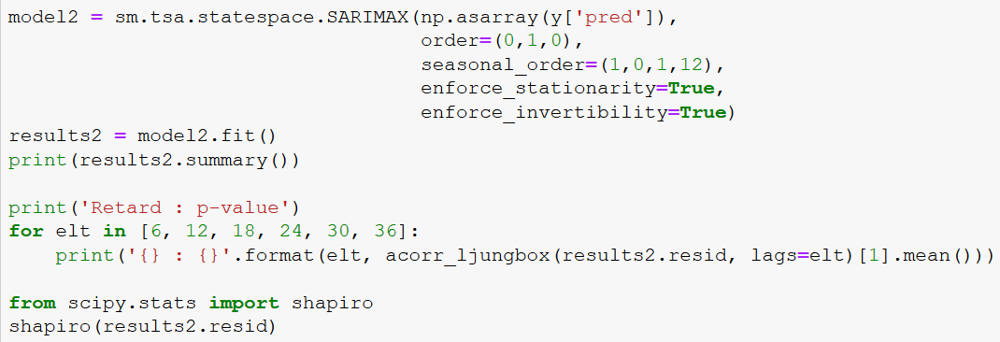 model2 = sm.tsa.statespace.SARIMAX(np.asarray(y['pred']),
                                   order=(0,1,0),
                                   seasonal_order=(1,0,1,12),
                                   enforce_stationarity=True,
                                   enforce_invertibility=True)
results2 = model2.fit()
print(results2.summary())

print('Retard : p-value')
for elt in [6, 12, 18, 24, 30, 36]:
    print('{} : {}'.format(elt, acorr_ljungbox(results2.resid, lags=elt)[1].mean()))

from scipy.stats import shapiro
shapiro(results2.resid)